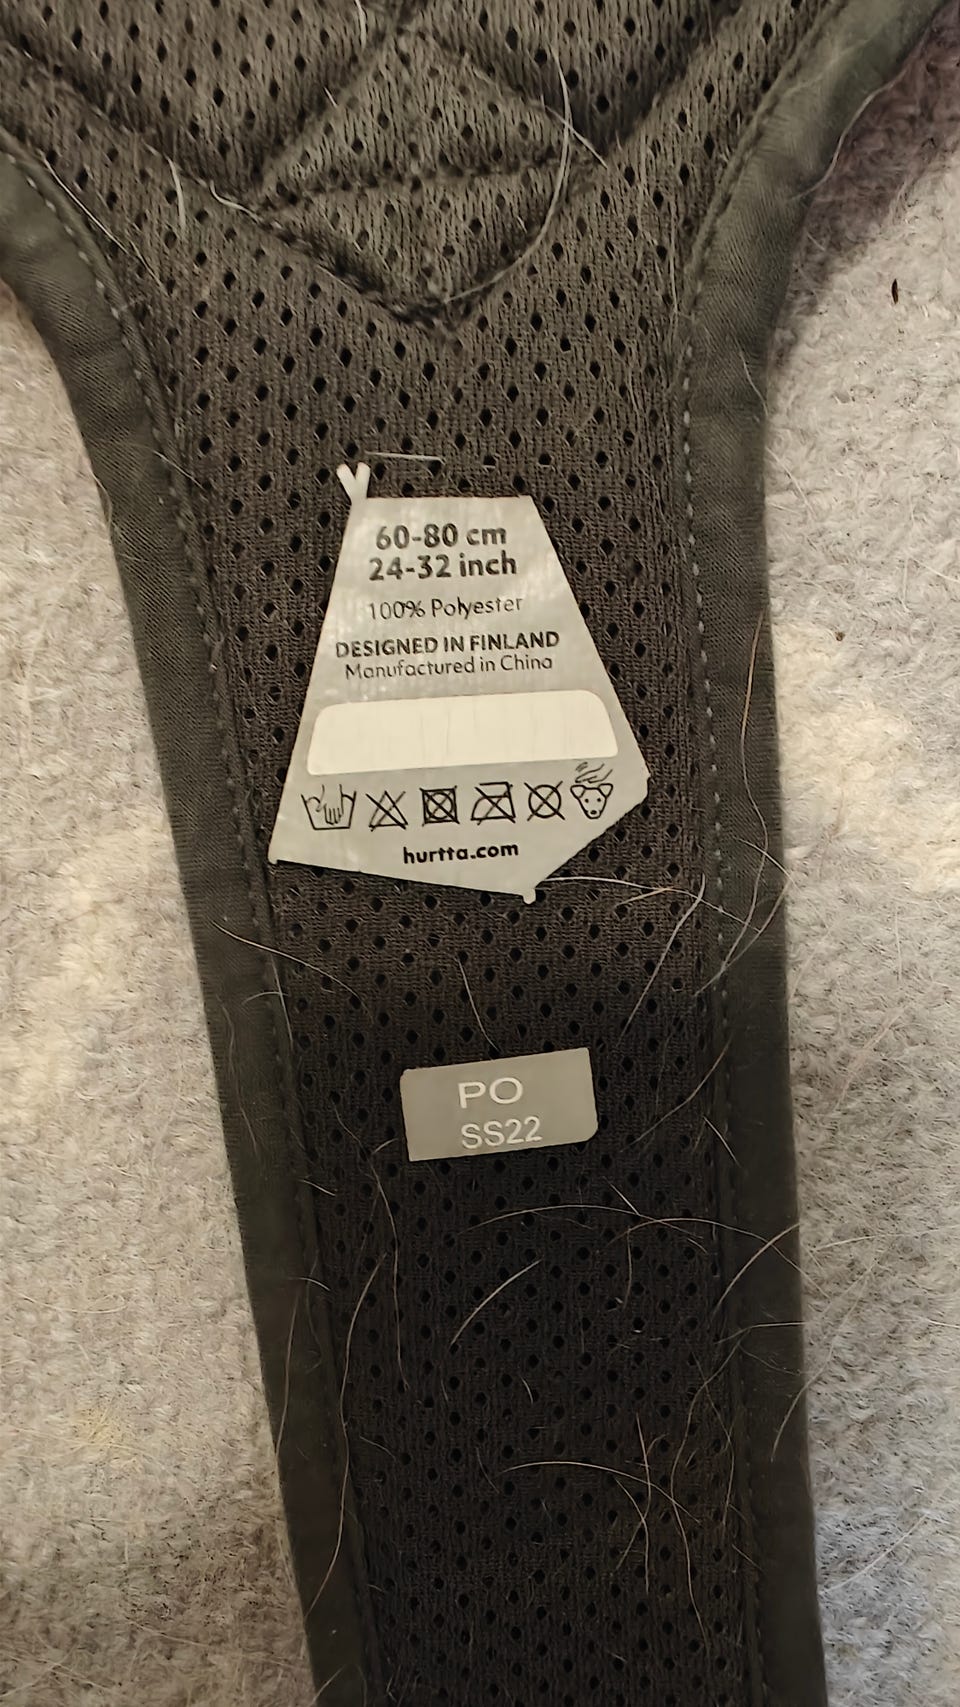 60-80 cm
24-32 inch
100% Polyester
DESIGNED IN FINLAND
Manufactured in China
hurtta.com
PO
SS22